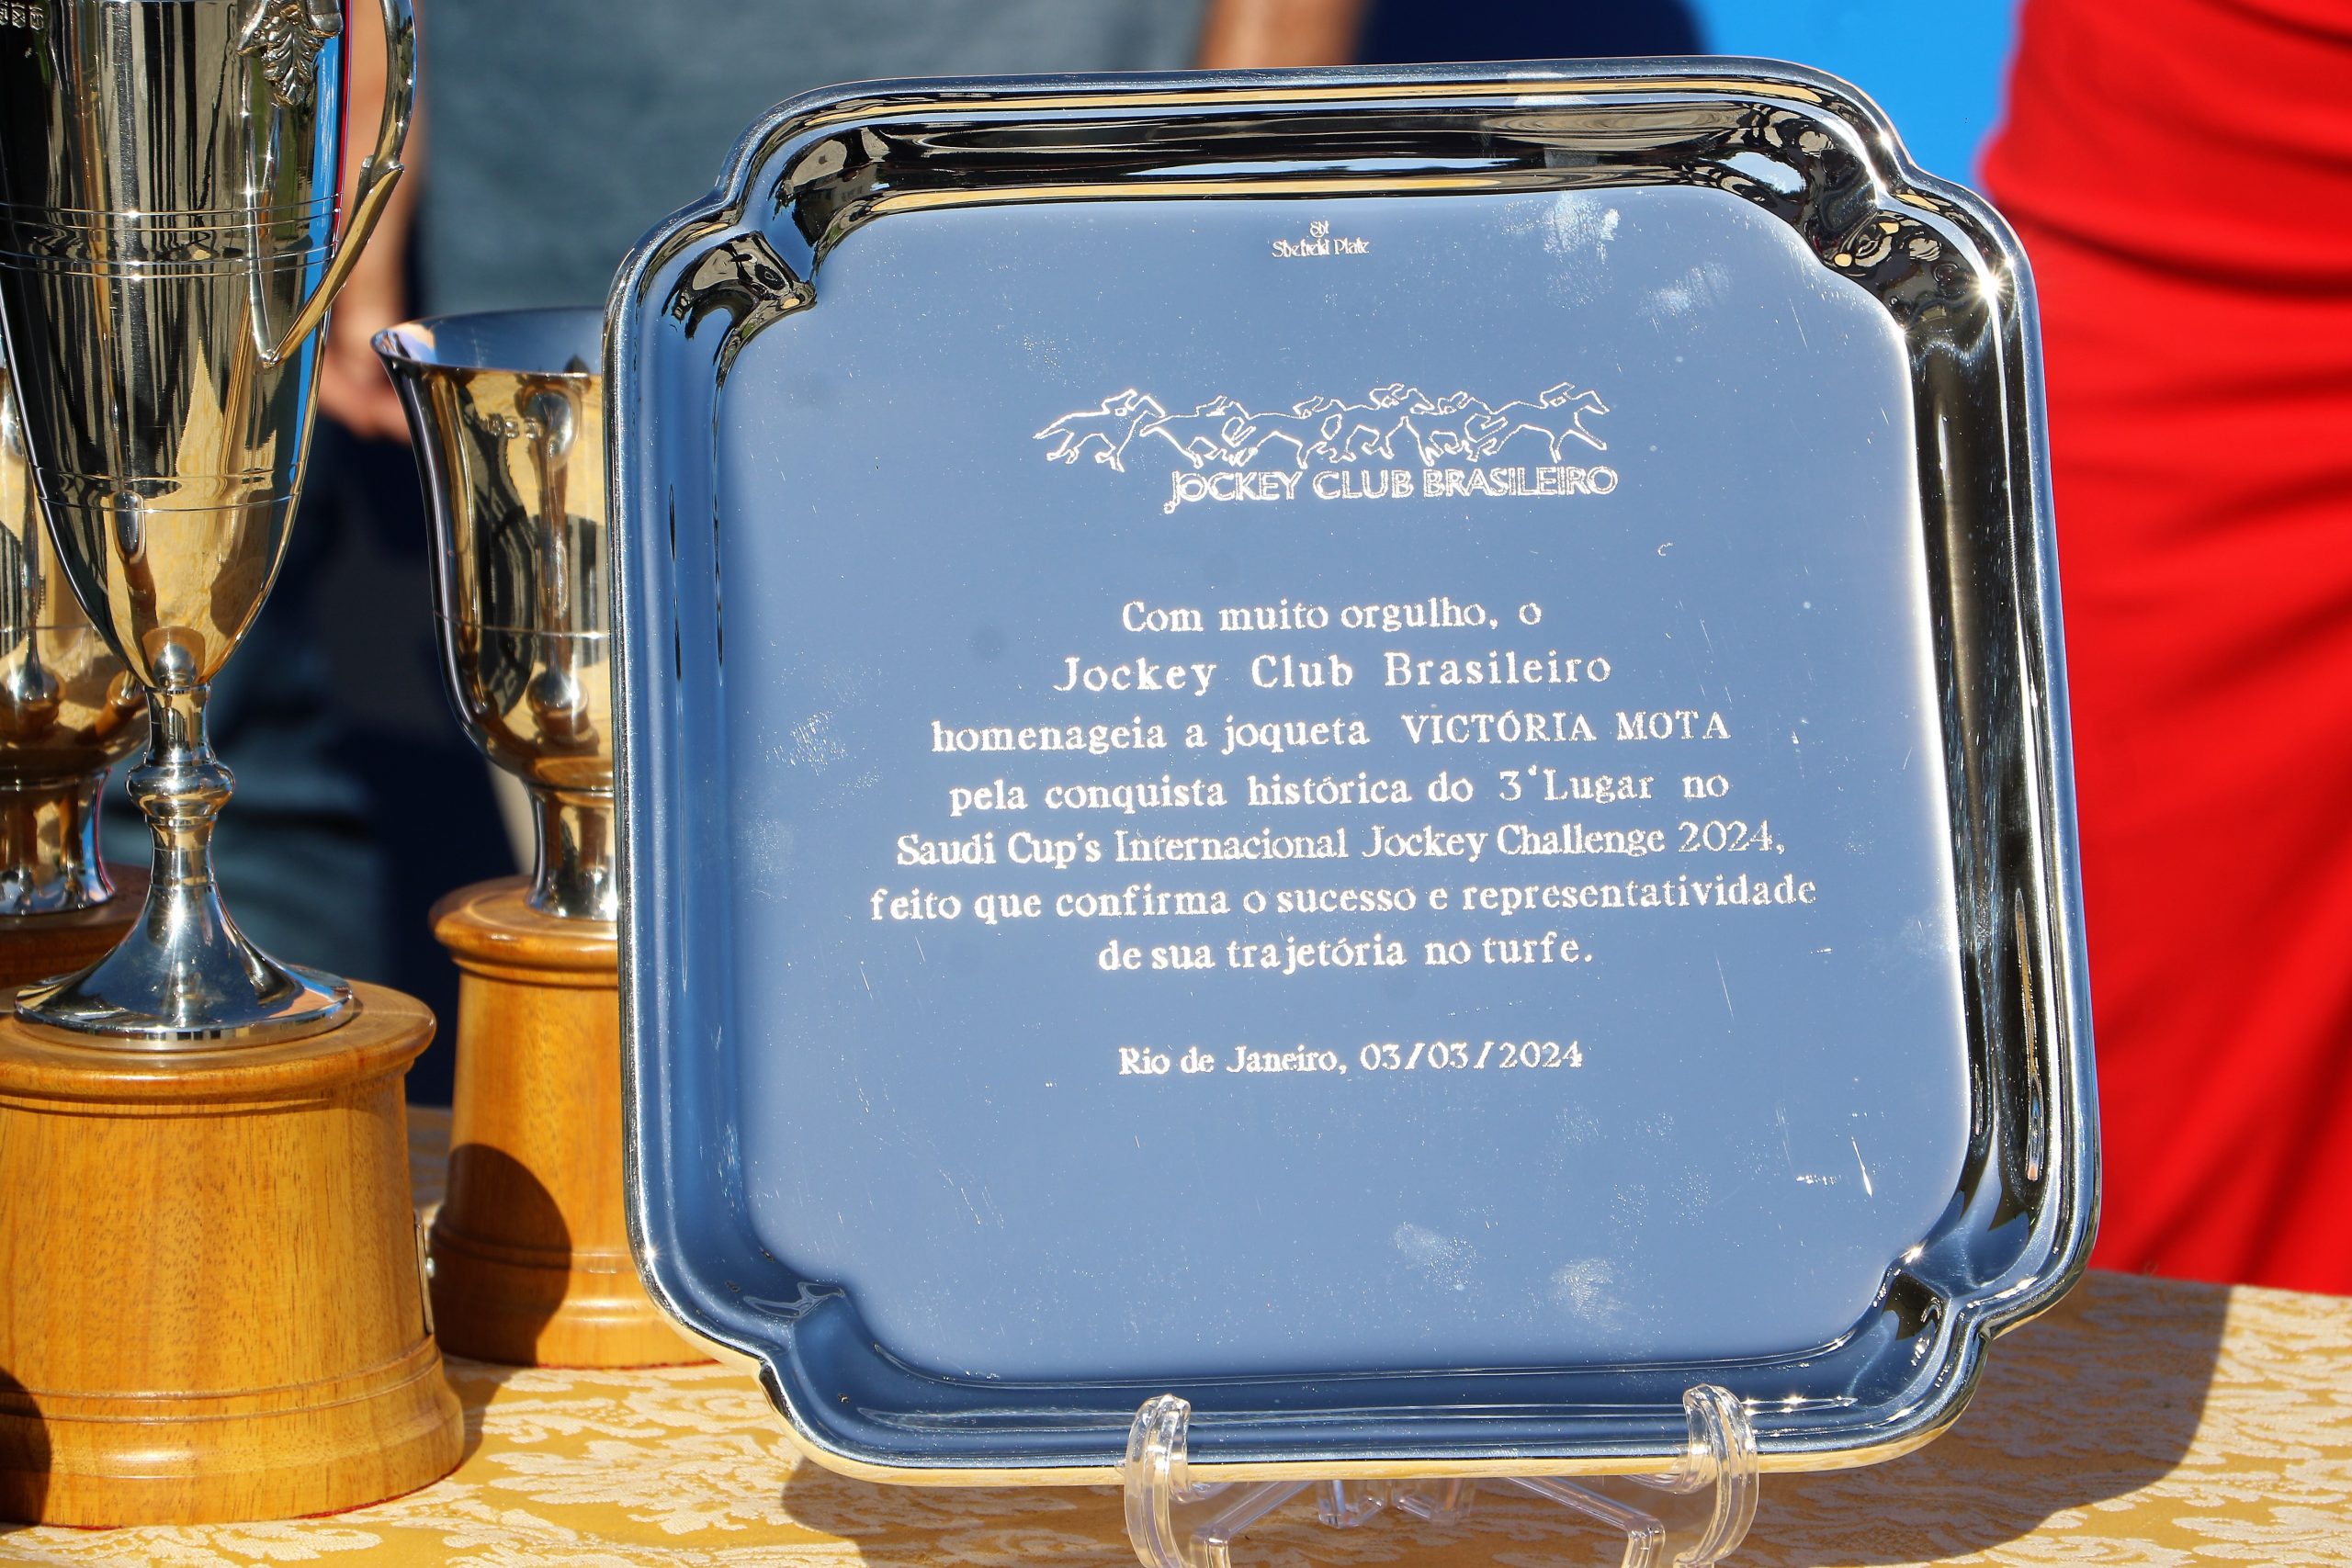 Sheffield Plate
JOCKEY CLUB BRASILEIRO
Com muito orgulho, o
Jockey Club Brasileiro
homenageia a joqueta VICTÓRIA MOTA
pela conquista histórica do 3°Lugar no
Saudi Cup's Internacional Jockey Challenge 2024,
feito que confirma o sucesso e representatividade
de sua trajetória no turfe.
Rio de Janeiro, 03/03/2024